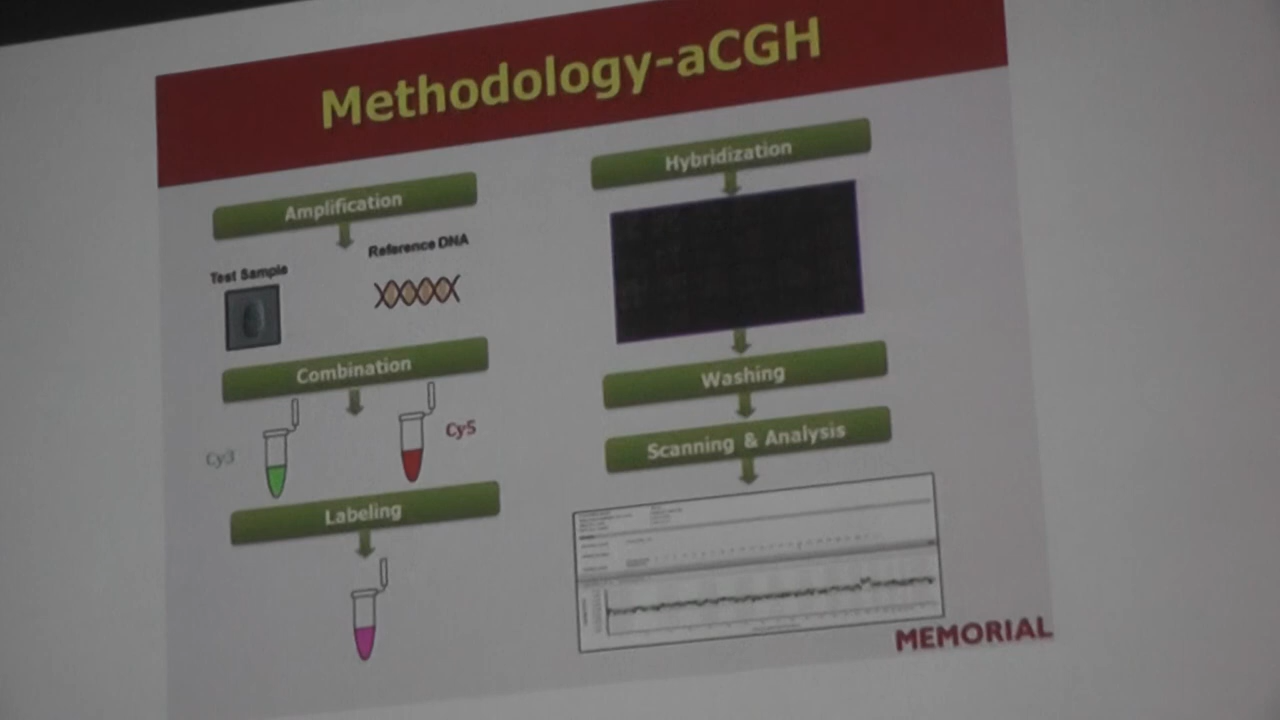 Methodology-aCGH
Amplification
Test Sample
Reference DNA
Combination
Cy3
Cy5
Labeling
Hybridization
Washing
Scanning & Analysis
MEMORIAL